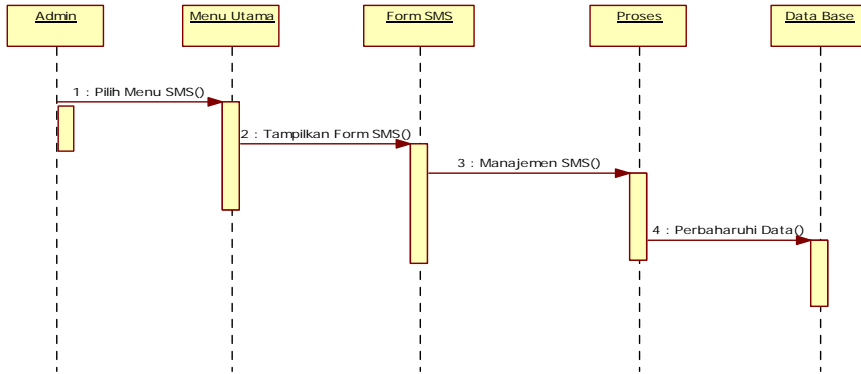 Admin
Menu Utama
Form SMS
Proses
Data Base
1 : Pilih Menu SMS()
2 : Tampilkan Form SMS()
3 : Manajemen SMS()
4 : Perbaharuhi Data()